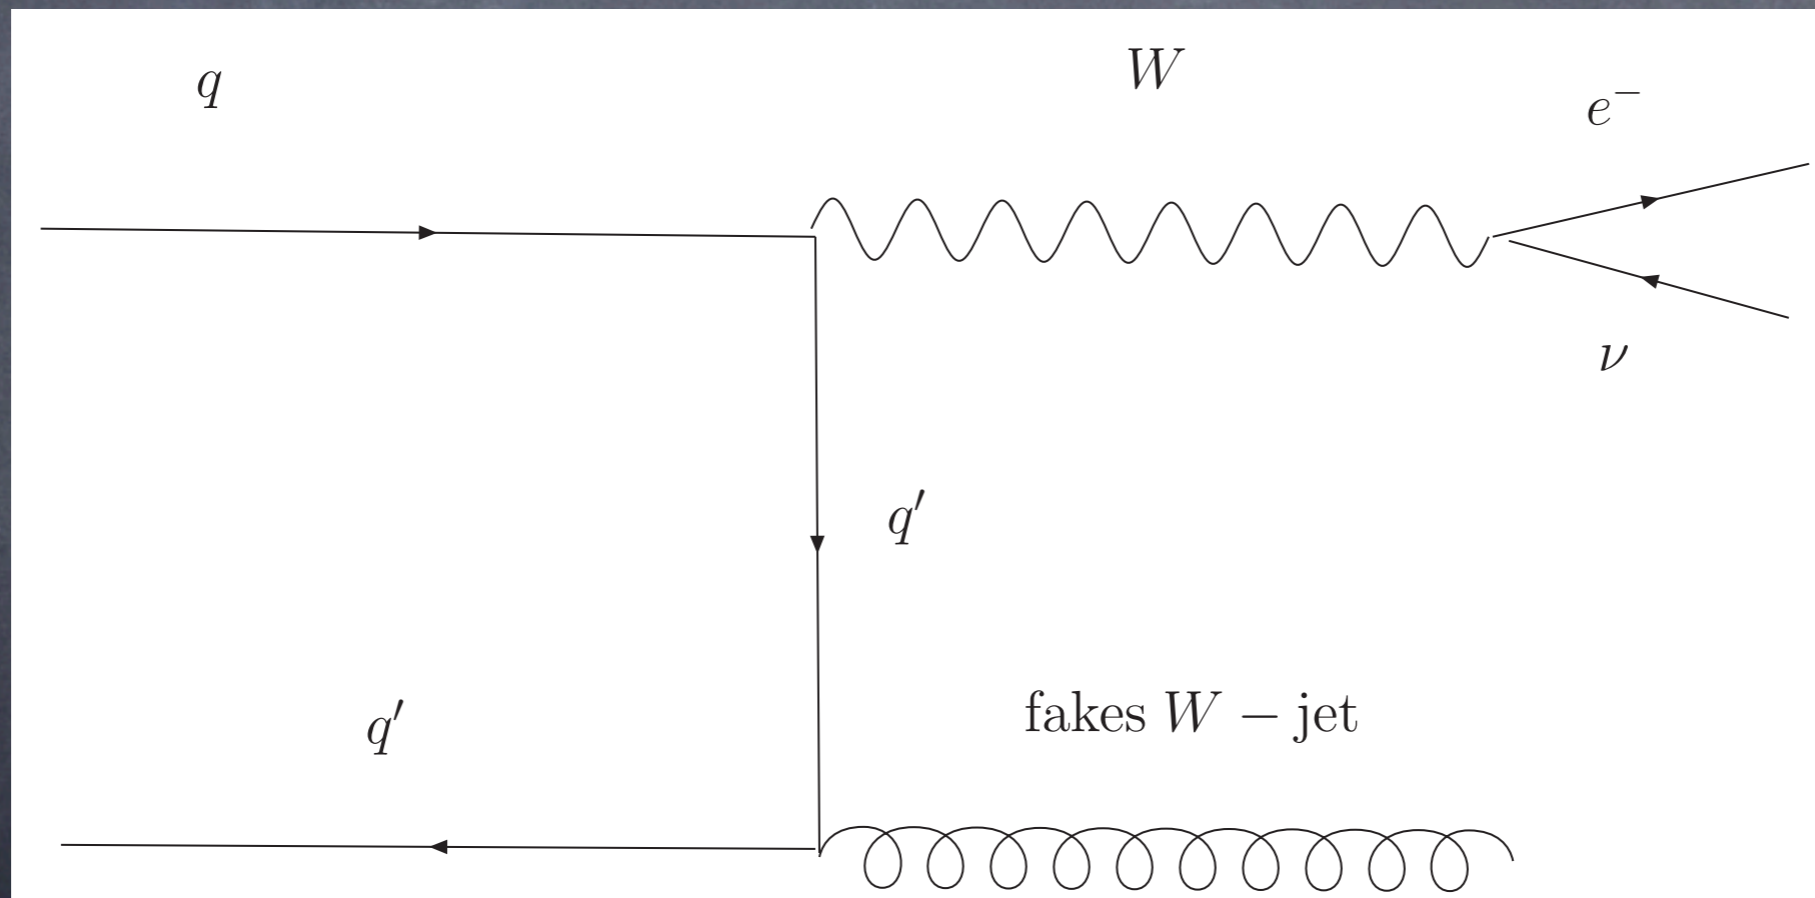 q
W
e⁻
ν
q′
fakes W − jet
q′